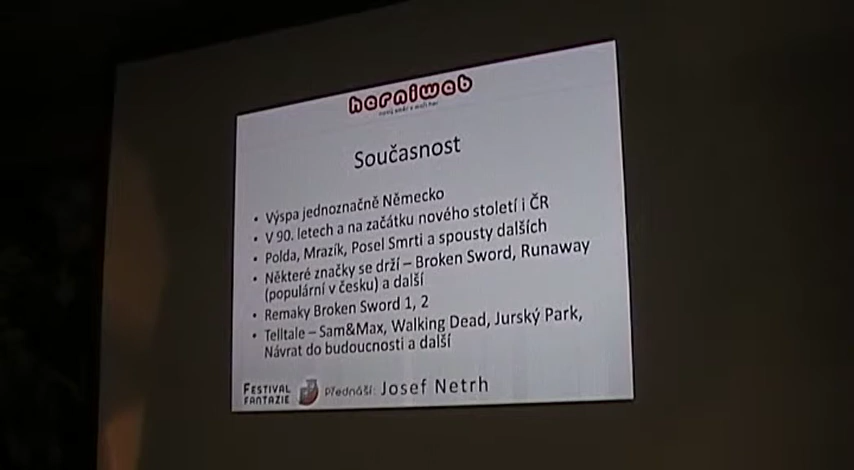 herniweb
Současnost
• Výspa jednoznačně Německo
• V 90. letech a na začátku nového století i ČR
• Polda, Mrazík, Posel Smrti a spousty dalších
• Některé značky se drží – Broken Sword, Runaway
(populární v česku) a další
• Remaky Broken Sword 1, 2
• Telltale – Sam&Max, Walking Dead, Jurský Park,
Návrat do budoucnosti a další
FESTIVAL
FANTAZIE
Přednáší: Josef Netrh